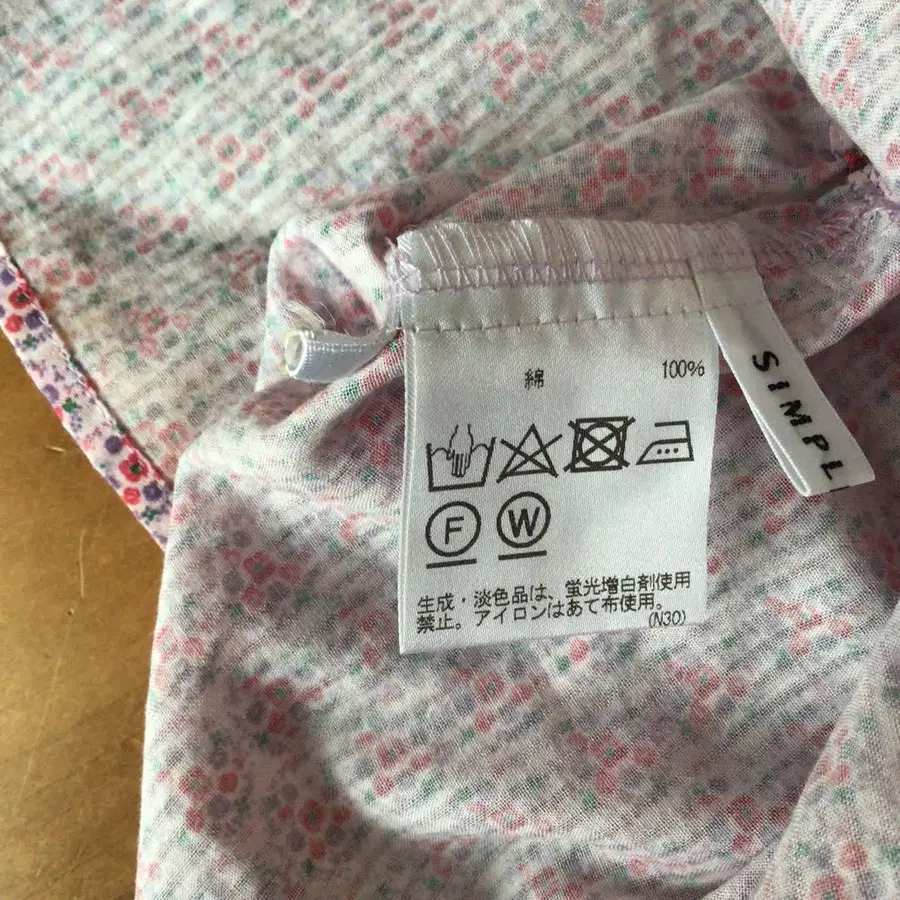 綿 100%
F W
生成・淡色品は、蛍光増白剤使用
禁止。アイロンはあて布使用。
(N30)
SIMPL